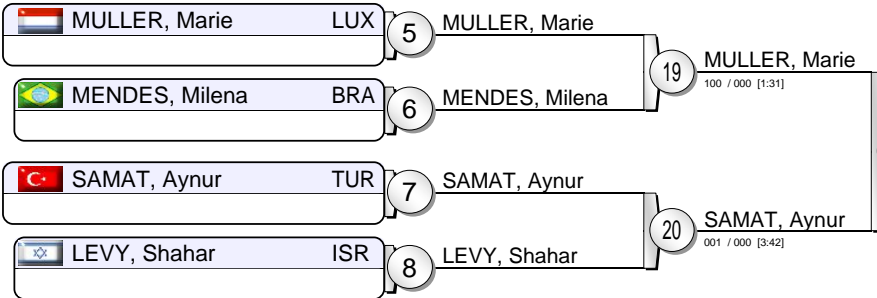 MULLER, Marie LUX
5
MULLER, Marie
MENDES, Milena BRA
6
MENDES, Milena
19
MULLER, Marie
100 / 000 [1:31]
SAMAT, Aynur TUR
7
SAMAT, Aynur
LEVY, Shahar ISR
8
LEVY, Shahar
20
SAMAT, Aynur
001 / 000 [3:42]